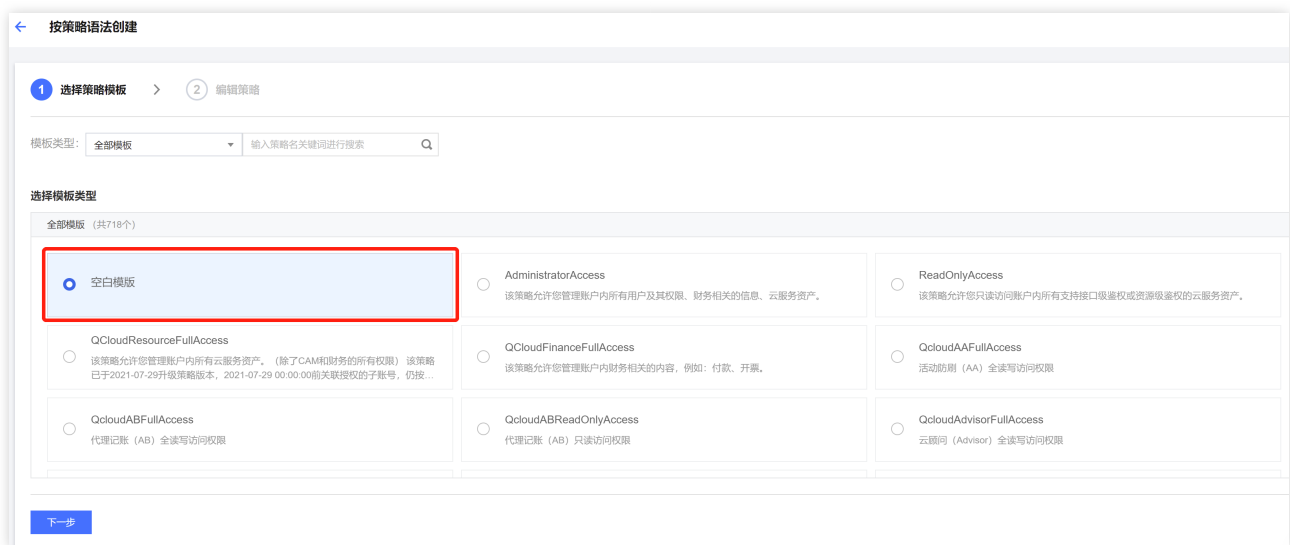 按策略语法创建
1 选择策略模板 > 2 编辑策略
模板类型: 全部模板 输入策略名关键词进行搜索
选择模板类型
全部模版 (共718个)
空白模版
AdministratorAccess
该策略允许您管理账户内所有用户及其权限、财务相关的信息、云服务资产。
ReadOnlyAccess
该策略允许您只读访问账户内所有支持接口级鉴权或资源级鉴权的云服务资产。
QCloudResourceFullAccess
该策略允许您管理账户内所有云服务资产。（除了CAM和财务的所有权限）该策略
已于2021-07-29升级策略版本，2021-07-29 00:00:00前关联授权的子账号，仍按...
QCloudFinanceFullAccess
该策略允许您管理账户内财务相关的内容，例如：付款、开票。
QcloudAAFullAccess
活动防刷（AA）全读写访问权限
QcloudABFullAccess
代理记账（AB）全读写访问权限
QcloudABReadOnlyAccess
代理记账（AB）只读访问权限
QcloudAdvisorFullAccess
云顾问（Advisor）全读写访问权限
下一步